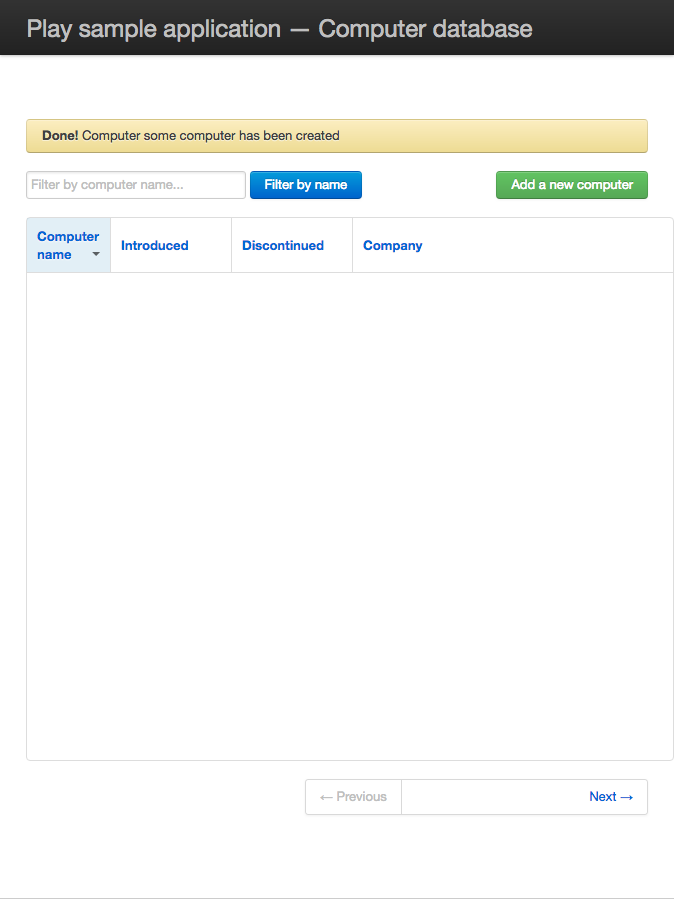 Play sample application — Computer database
Done! Computer some computer has been created
Filter by computer name... Filter by name Add a new computer
Computer name Introduced Discontinued Company
← Previous Next →